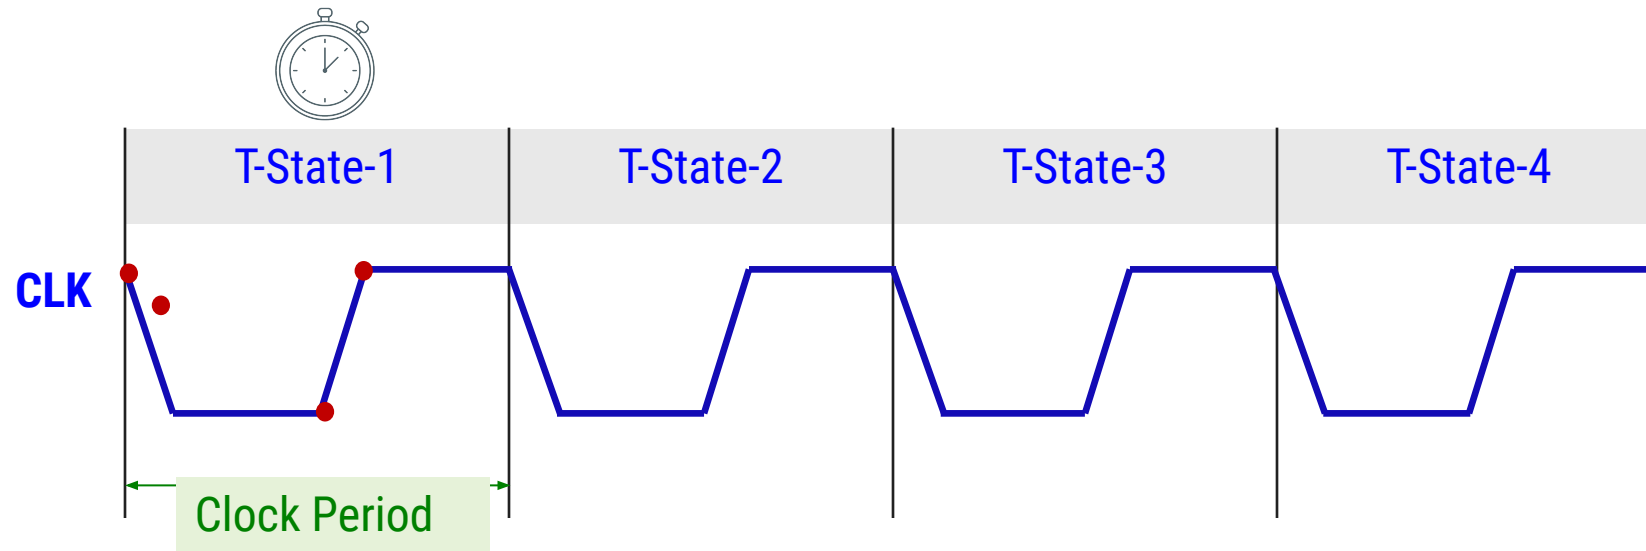 T-State-1
T-State-2
T-State-3
T-State-4
CLK
Clock Period